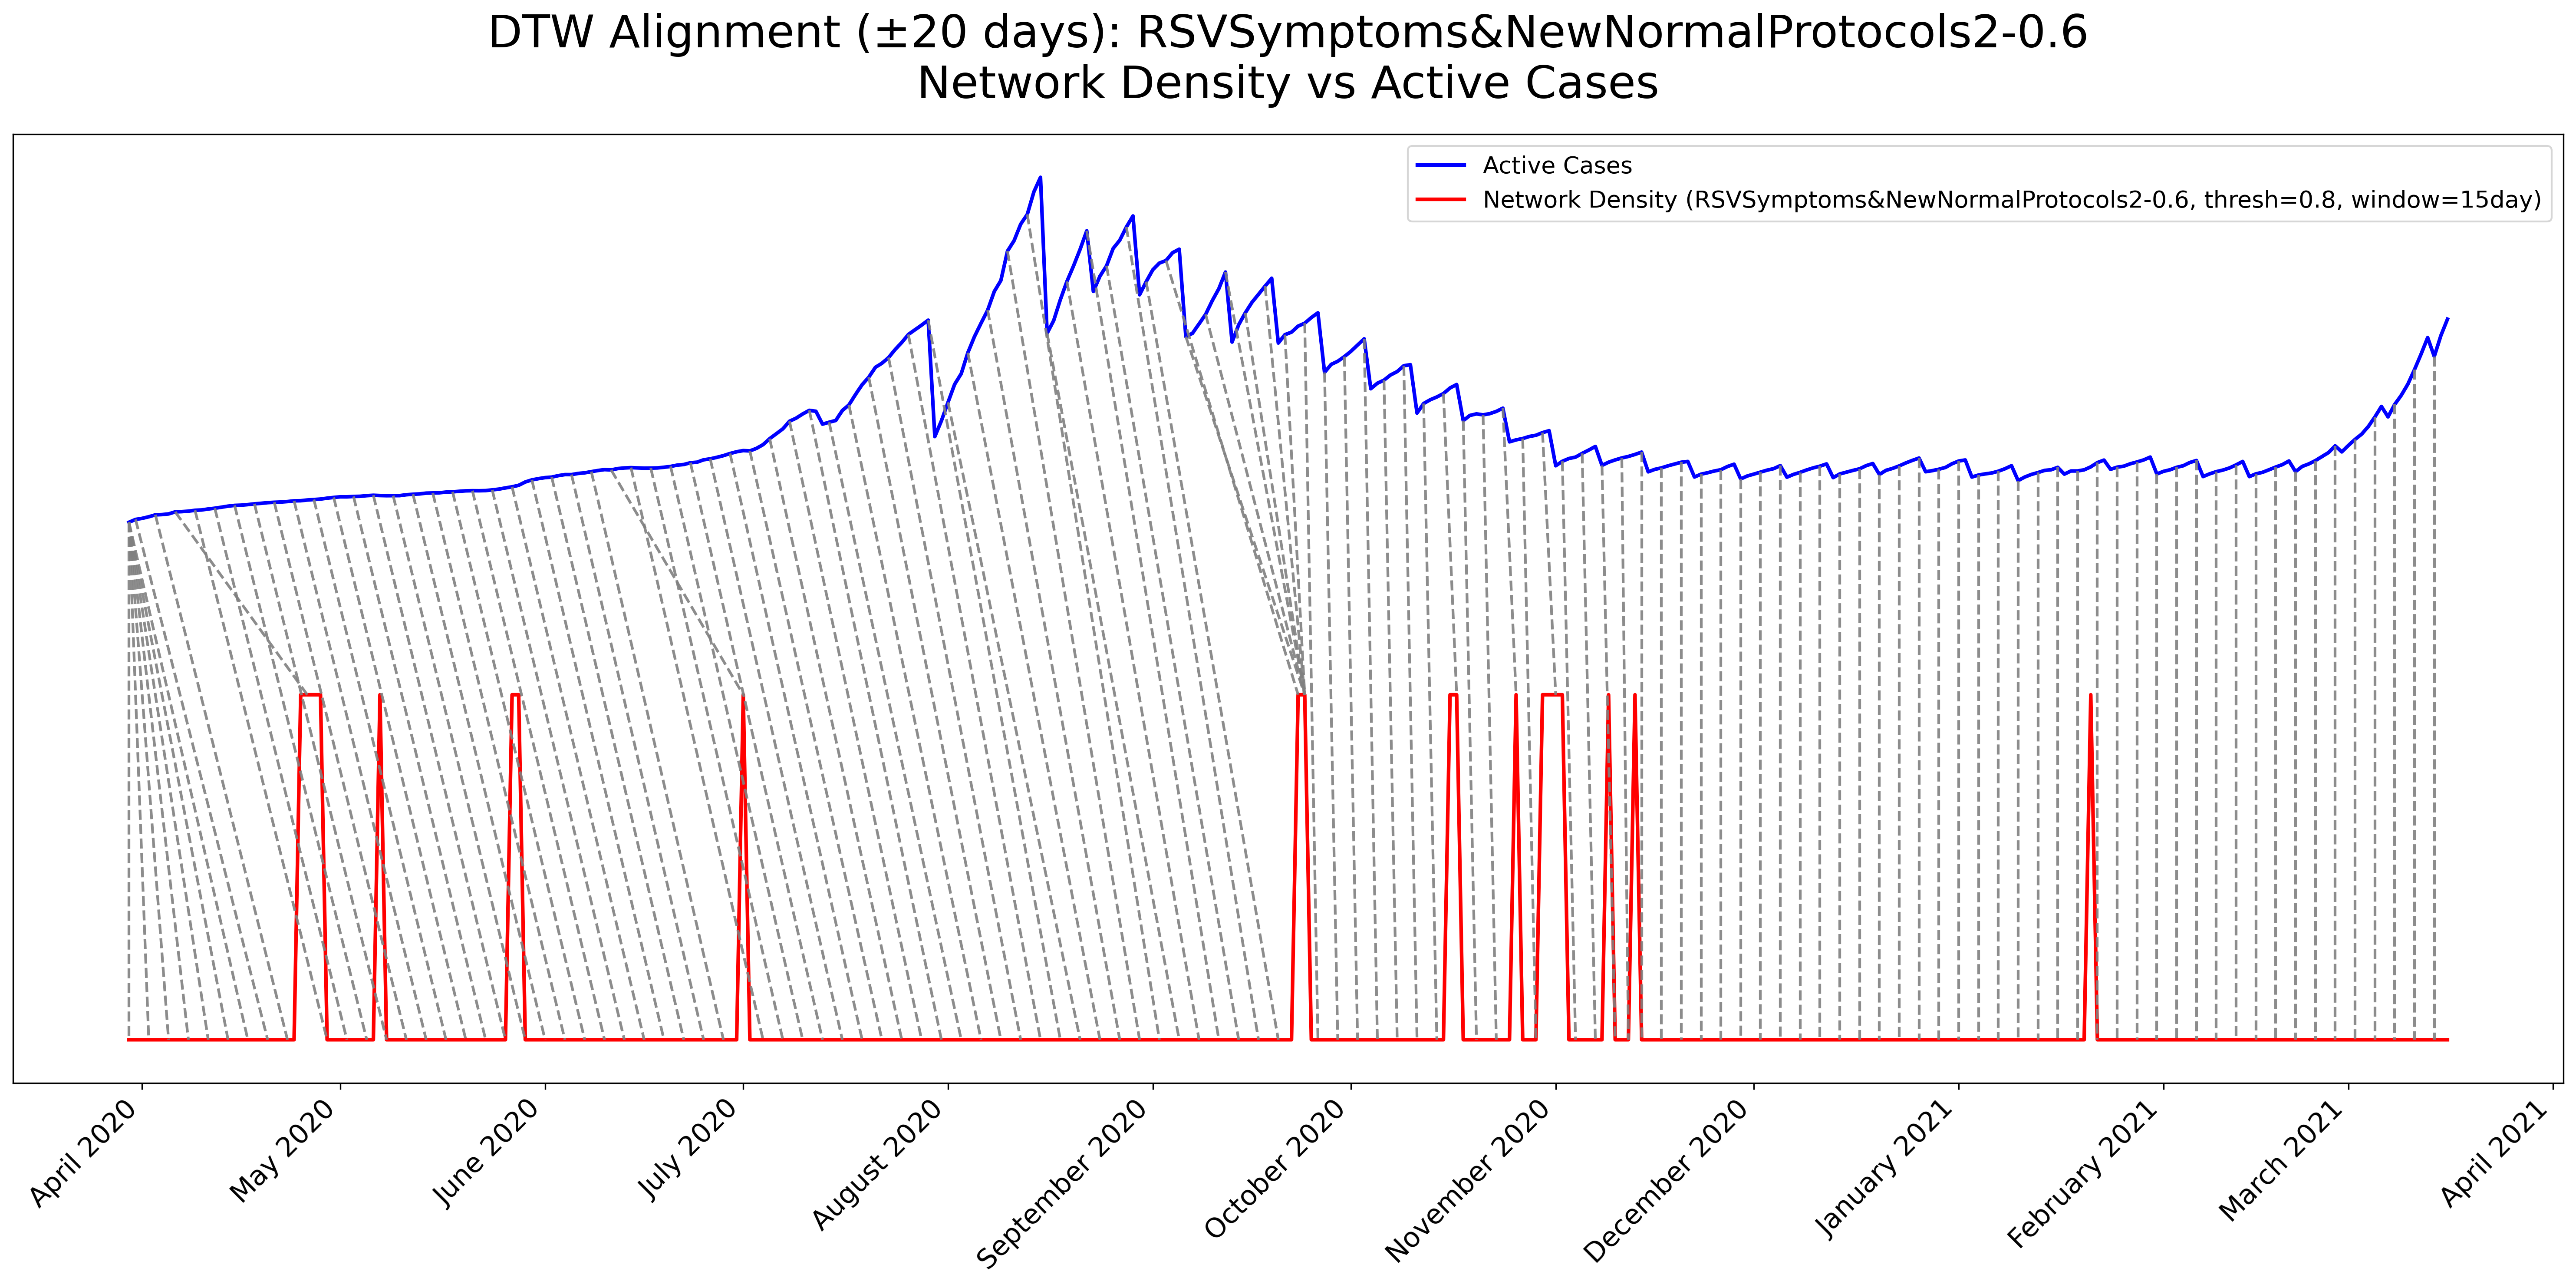 DTW Alignment (±20 days): RSVSymptoms&NewNormalProtocols2-0.6
Network Density vs Active Cases
Active Cases
Network Density (RSVSymptoms&NewNormalProtocols2-0.6, thresh=0.8, window=15day)
April 2020
May 2020
June 2020
July 2020
August 2020
September 2020
October 2020
November 2020
December 2020
January 2021
February 2021
March 2021
April 2021